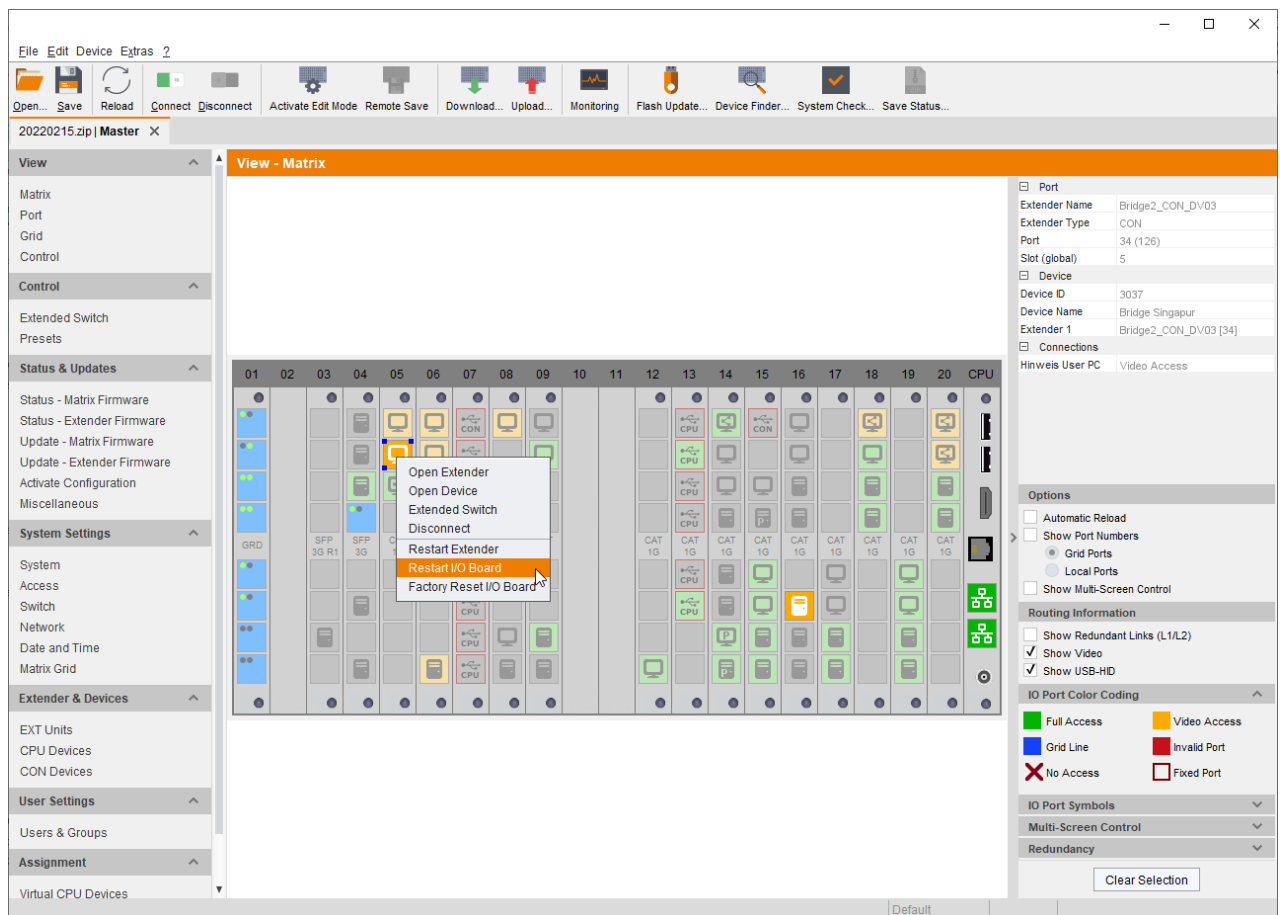 File Edit Device Extras ?
Open... Save Reload Connect Disconnect Activate Edit Mode Remote Save Download... Upload... Monitoring Flash Update... Device Finder... System Check... Save Status...
20220215.zip | Master
View
Matrix
Port
Grid
Control
Control
Extended Switch
Presets
Status & Updates
Status - Matrix Firmware
Status - Extender Firmware
Update - Matrix Firmware
Update - Extender Firmware
Activate Configuration
Miscellaneous
System Settings
System
Access
Switch
Network
Date and Time
Matrix Grid
Extender & Devices
EXT Units
CPU Devices
CON Devices
User Settings
Users & Groups
Assignment
Virtual CPU Devices
View - Matrix
01 02 03 04 05 06 07 08 09 10 11 12 13 14 15 16 17 18 19 20 CPU
CON CPU CON
CPU
CPU
CPU P
GRD SFP 3G R1 SFP 3G CAT 1G CAT 1G CAT 1G CAT 1G CAT 1G CAT 1G CAT 1G CAT 1G CAT 1G
CPU
CPU CPU
CPU P
CPU P
Open Extender
Open Device
Extended Switch
Disconnect
Restart Extender
Restart I/O Board
Factory Reset I/O Board
Port
Extender Name Bridge2_CON_DV03
Extender Type CON
Port 34 (126)
Slot (global) 5
Device
Device ID 3037
Device Name Bridge Singapur
Extender 1 Bridge2_CON_DV03 [34]
Connections
Hinweis User PC Video Access
Options
Automatic Reload
Show Port Numbers
Grid Ports
Local Ports
Show Multi-Screen Control
Routing Information
Show Redundant Links (L1/L2)
Show Video
Show USB-HID
IO Port Color Coding
Full Access Video Access
Grid Line Invalid Port
No Access Fixed Port
IO Port Symbols
Multi-Screen Control
Redundancy
Clear Selection
Default